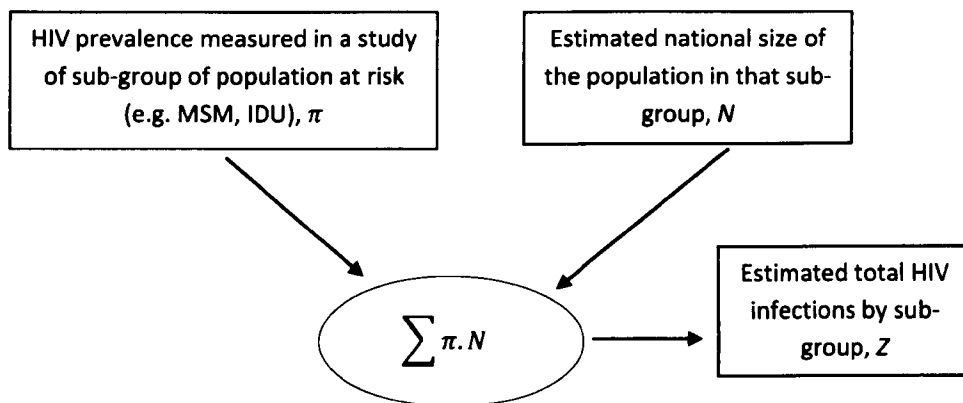 HIV prevalence measured in a study
of sub-group of population at risk
(e.g. MSM, IDU), π
Estimated national size of
the population in that sub-
group, N
∑ π. N
Estimated total HIV
infections by sub-
group, Z